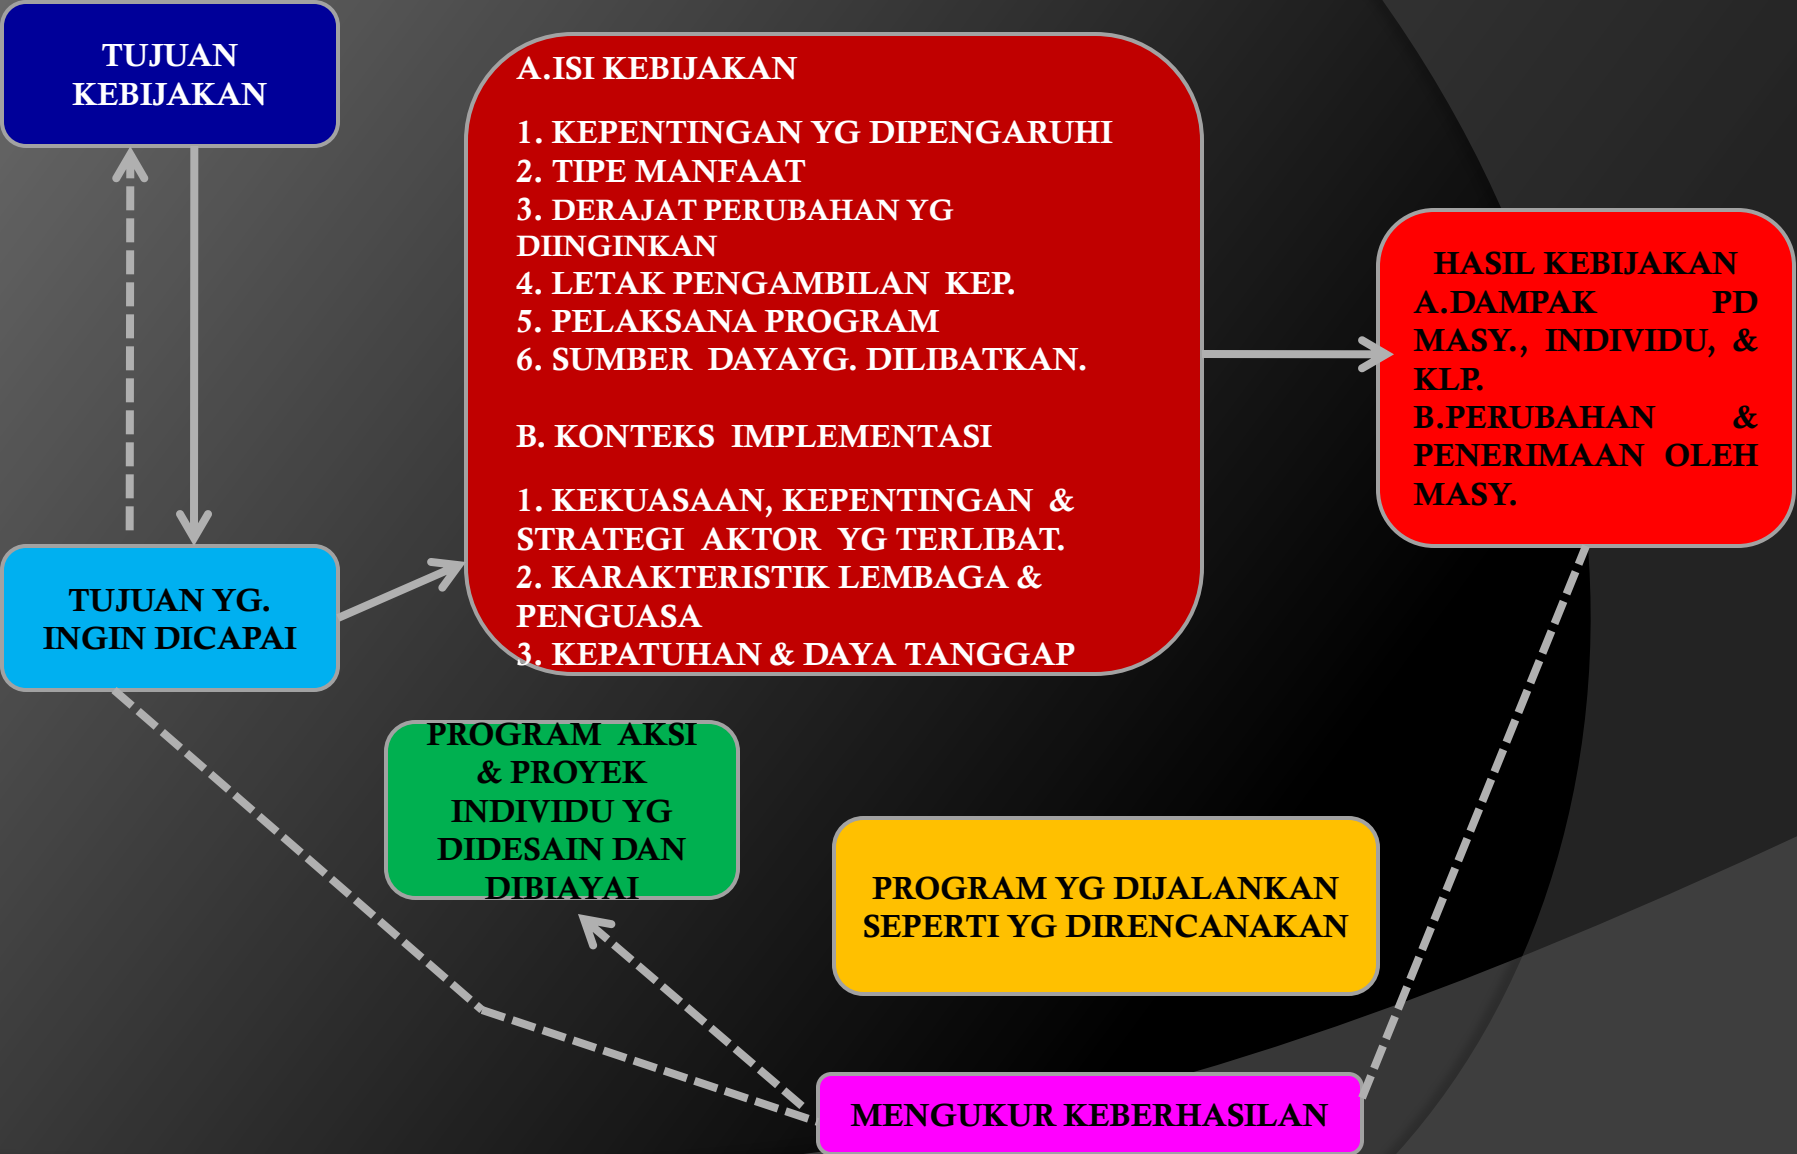 TUJUAN
KEBIJAKAN
A.ISI KEBIJAKAN
1. KEPENTINGAN YG DIPENGARUHI
2. TIPE MANFAAT
3. DERAJAT PERUBAHAN YG
DIINGINKAN
4. LETAK PENGAMBILAN KEP.
5. PELAKSANA PROGRAM
6. SUMBER DAYAYG. DILIBATKAN.
B. KONTEKS IMPLEMENTASI
1. KEKUASAAN, KEPENTINGAN &
STRATEGI AKTOR YG TERLIBAT.
2. KARAKTERISTIK LEMBAGA &
PENGUASA
3. KEPATUHAN & DAYA TANGGAP
HASIL KEBIJAKAN
A.DAMPAK PD
MASY., INDIVIDU, &
KLP.
B.PERUBAHAN &
PENERIMAAN OLEH
MASY.
TUJUAN YG.
INGIN DICAPAI
PROGRAM AKSI
& PROYEK
INDIVIDU YG
DIDESAIN DAN
DIBIAYAI
PROGRAM YG DIJALANKAN
SEPERTI YG DIRENCANAKAN
MENGUKUR KEBERHASILAN